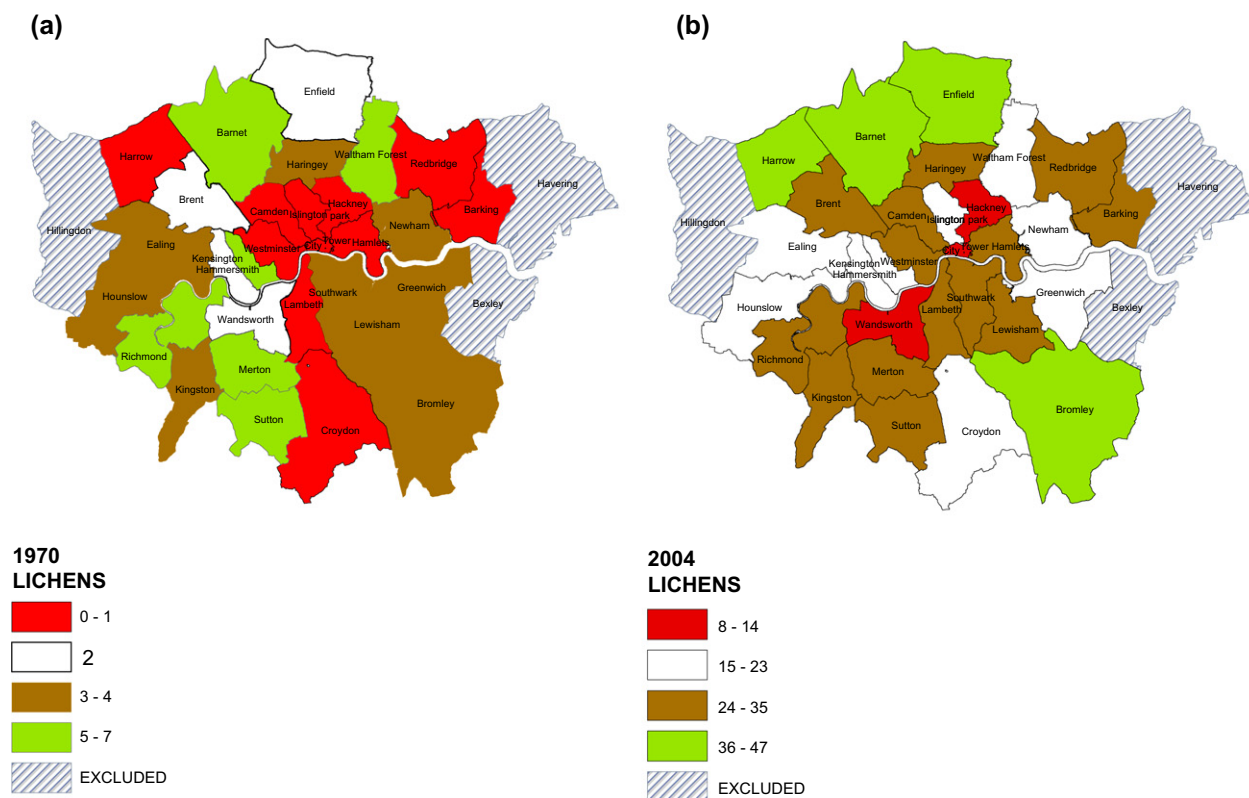 (a)
Enfield
Barnet
Harrow
Haringey
Waltham Forest
Redbridge
Havering
Brent
Camden
Islington
Hackney
park
Barking
Hillingdon
Ealing
Newham
Westminster
City
Tower Hamlets
Kensington
Hammersmith
Hounslow
Southwark
Greenwich
Lambeth
Bexley
Wandsworth
Lewisham
Richmond
Merton
Kingston
Bromley
Sutton
Croydon
1970
LICHENS
0 - 1
2
3 - 4
5 - 7
EXCLUDED
(b)
Enfield
Barnet
Harrow
Haringey
Waltham Forest
Redbridge
Havering
Brent
Camden
Islington
Hackney
park
Barking
Hillingdon
Newham
Ealing
City
Tower Hamlets
Kensington
Westminster
Hammersmith
Greenwich
Hounslow
Southwark
Lambeth
Bexley
Wandsworth
Lewisham
Richmond
Merton
Kingston
Bromley
Sutton
Croydon
2004
LICHENS
8 - 14
15 - 23
24 - 35
36 - 47
EXCLUDED